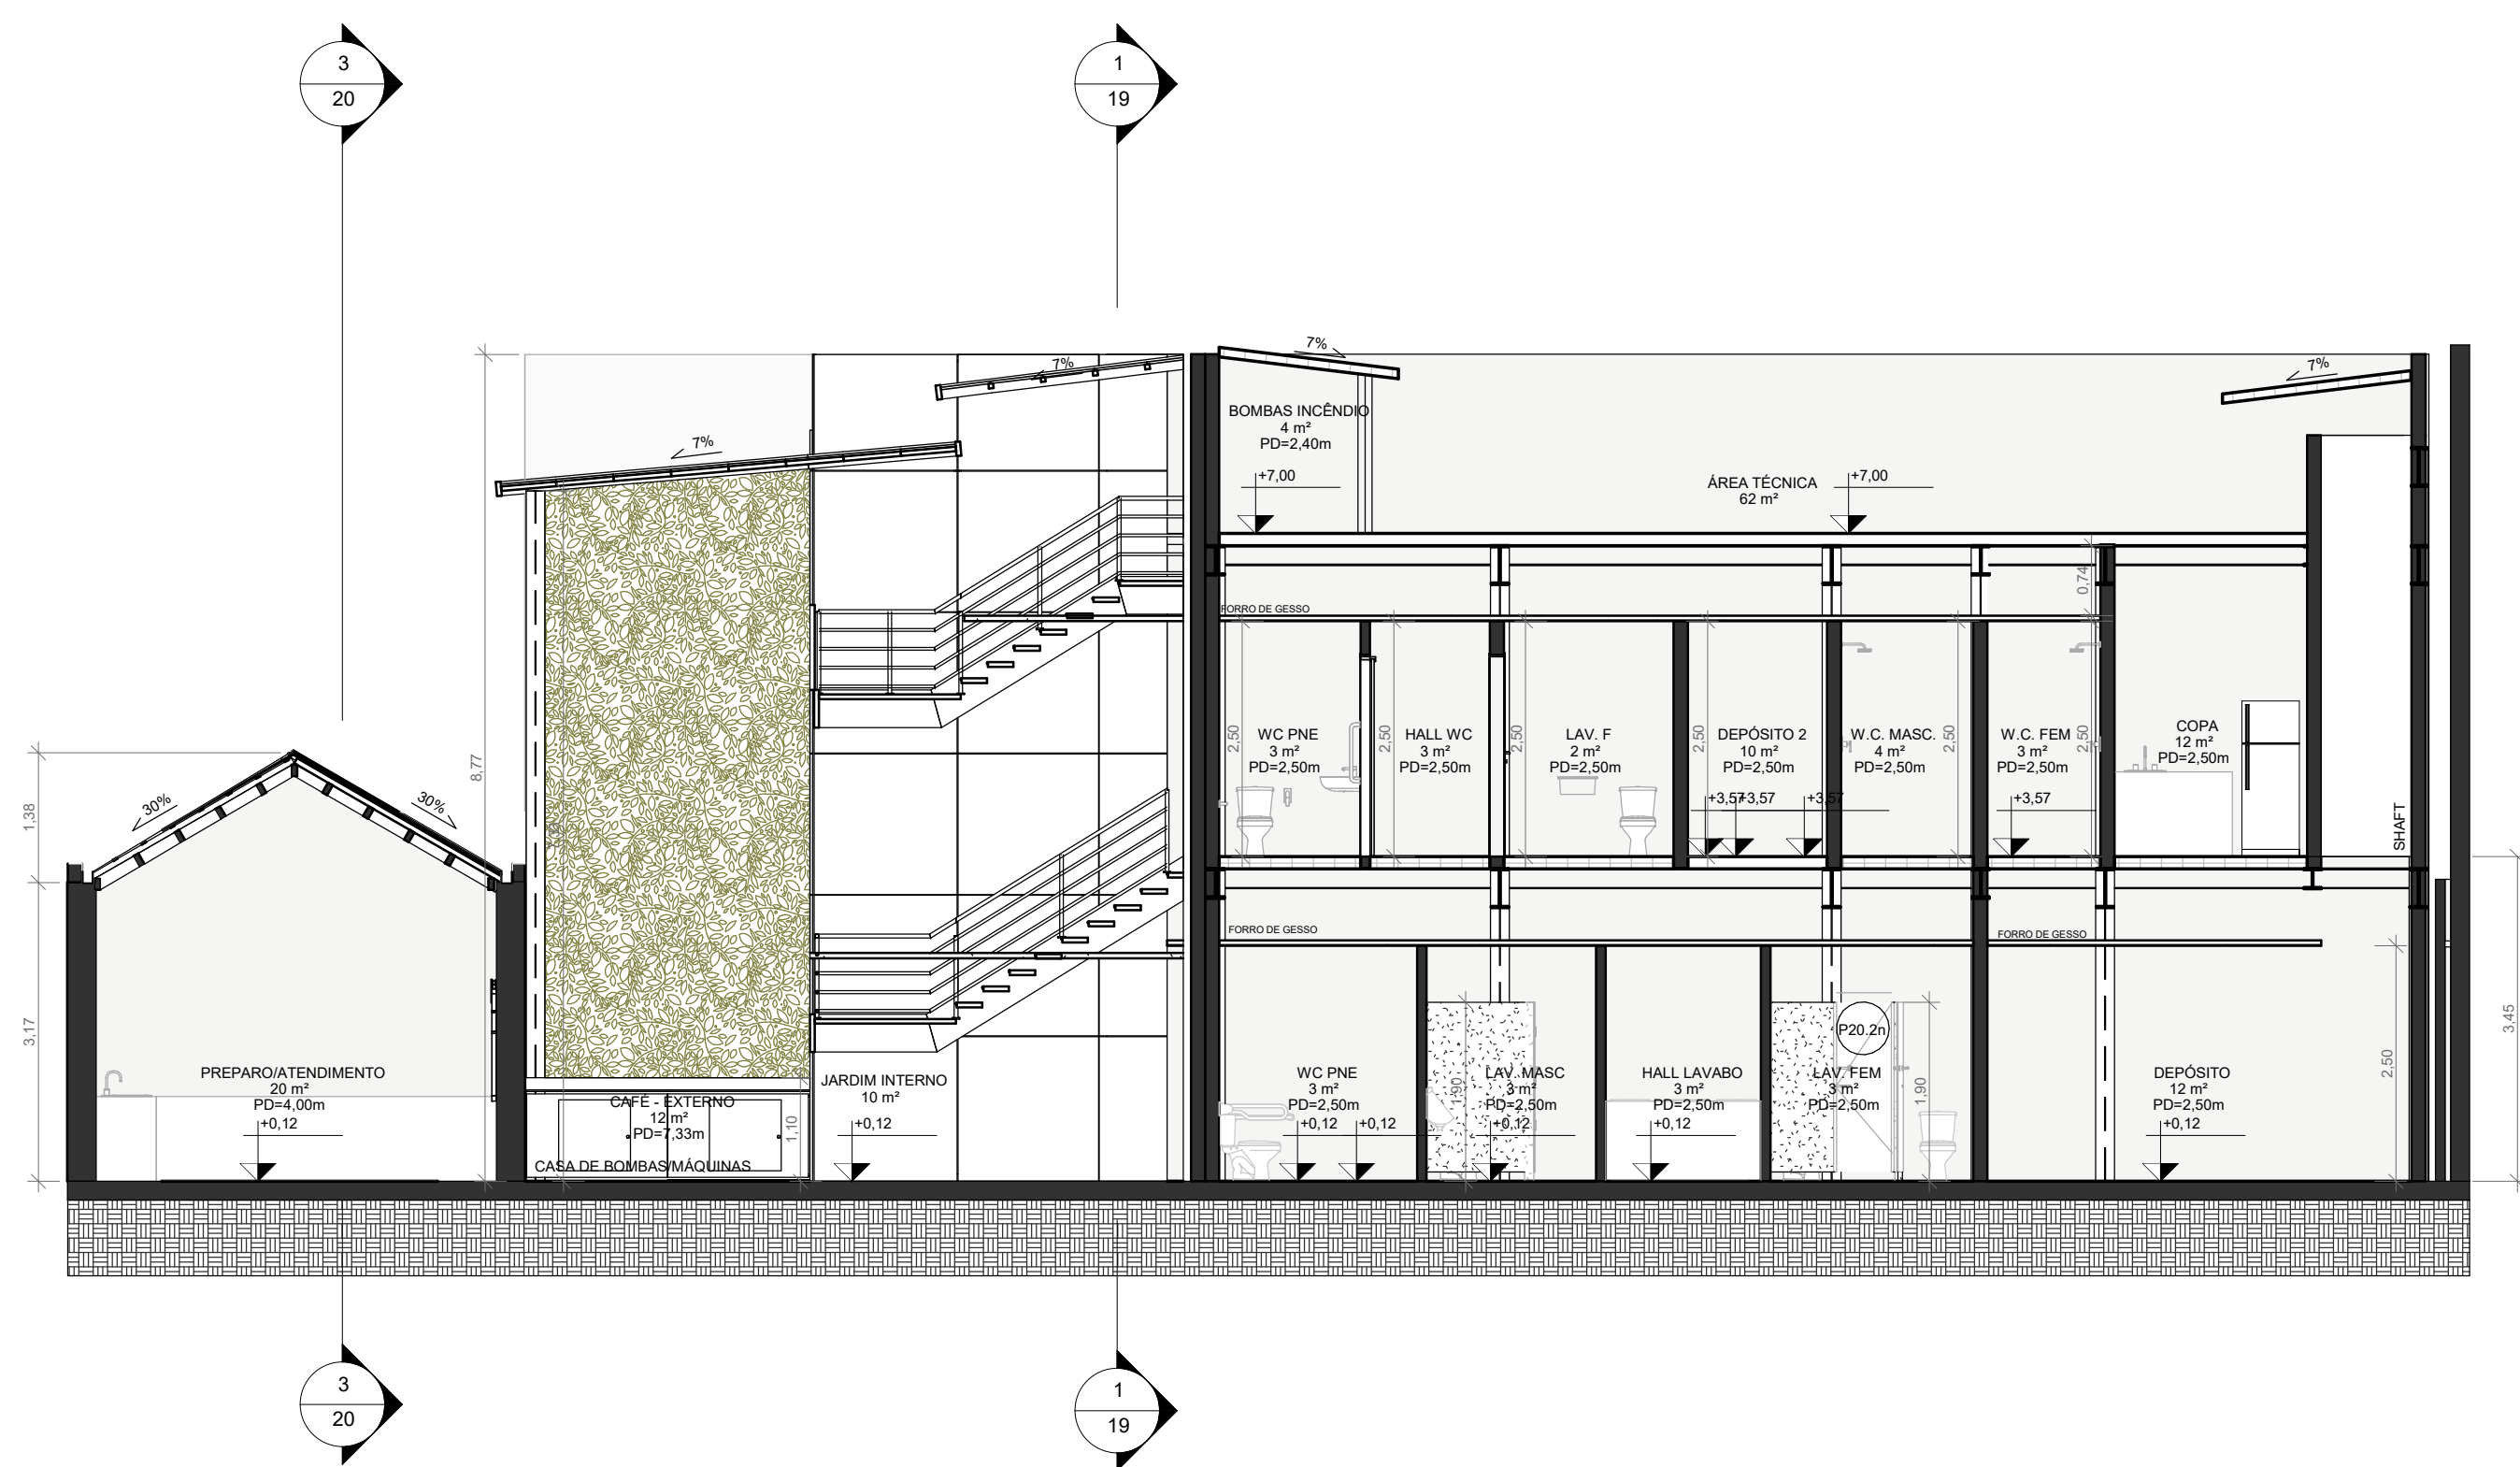 3
20
1
19
7%
7%
7%
7%
BOMBAS INCÊNDIO
4 m²
PD=2,40m
+7,00
ÁREA TÉCNICA
62 m²
+7,00
0,74
FORRO DE GESSO
8,77
2,50
WC PNE
3 m²
PD=2,50m
2,50
HALL WC
3 m²
PD=2,50m
2,50
LAV. F
2 m²
PD=2,50m
2,50
DEPÓSITO 2
10 m²
PD=2,50m
W.C. MASC.
4 m²
PD=2,50m
2,50
W.C. FEM
3 m²
PD=2,50m
2,50
COPA
12 m²
PD=2,50m
+3,57
+3,57
+3,57
+3,57
SHAFT
1,38
30%
30%
FORRO DE GESSO
FORRO DE GESSO
3,17
3,45
2,50
PREPARO/ATENDIMENTO
20 m²
PD=4,00m
+0,12
CAFÉ - EXTERNO
12 m²
PD=7,33m
CASA DE BOMBAS/MÁQUINAS
1,10
JARDIM INTERNO
10 m²
+0,12
WC PNE
3 m²
PD=2,50m
+0,12
+0,12
1,90
LAV. MASC
3 m²
PD=2,50m
+0,12
HALL LAVABO
3 m²
PD=2,50m
+0,12
P20.2n
LAV. FEM
3 m²
PD=2,50m
1,90
DEPÓSITO
12 m²
PD=2,50m
+0,12
3
20
1
19